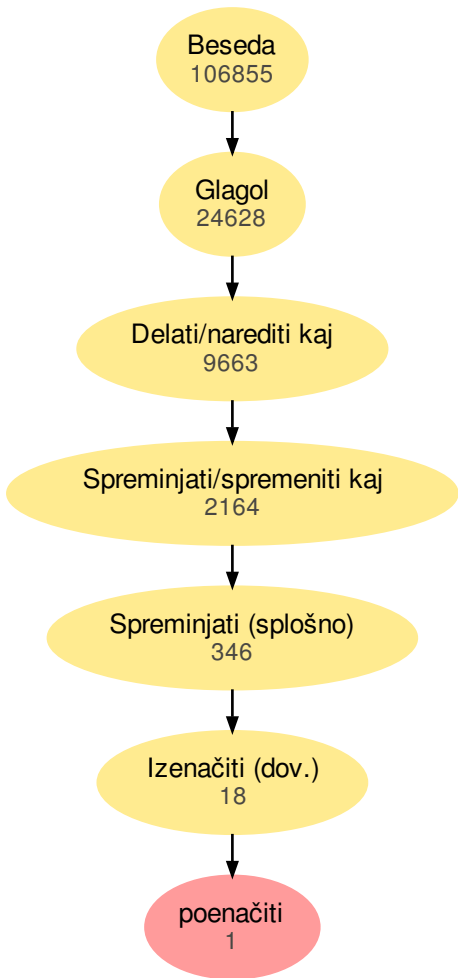 Beseda
106855
Glagol
24628
Delati/narediti kaj
9663
Spreminjati/spremeniti kaj
2164
Spreminjati (splošno)
346
Izenačiti (dov.)
18
poenačiti
1